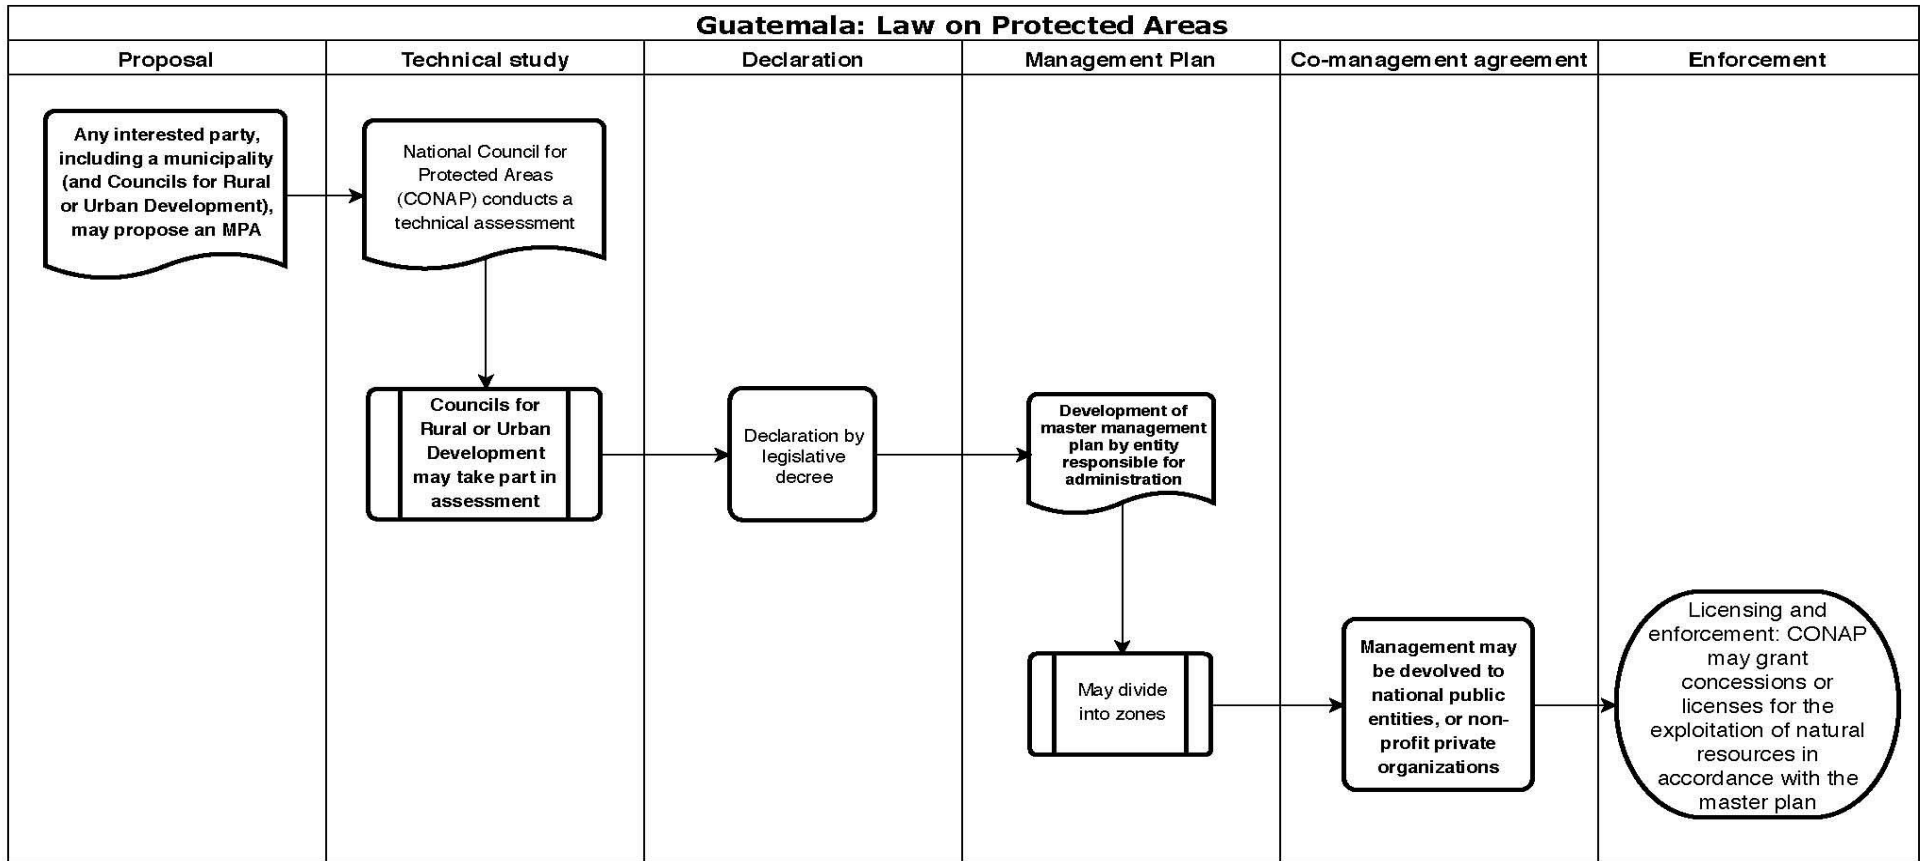 Guatemala: Law on Protected Areas
Proposal
Technical study
Declaration
Management Plan
Co-management agreement
Enforcement
Any interested party,
including a municipality
(and Councils for Rural
or Urban Development),
may propose an MPA
National Council for
Protected Areas
(CONAP) conducts a
technical assessment
Councils for
Rural or Urban
Development
may take part in
assessment
Declaration by
legislative
decree
Development of
master management
plan by entity
responsible for
administration
May divide
into zones
Management may
be devolved to
national public
entities, or non-
profit private
organizations
Licensing and
enforcement: CONAP
may grant
concessions or
licenses for the
exploitation of natural
resources in
accordance with the
master plan